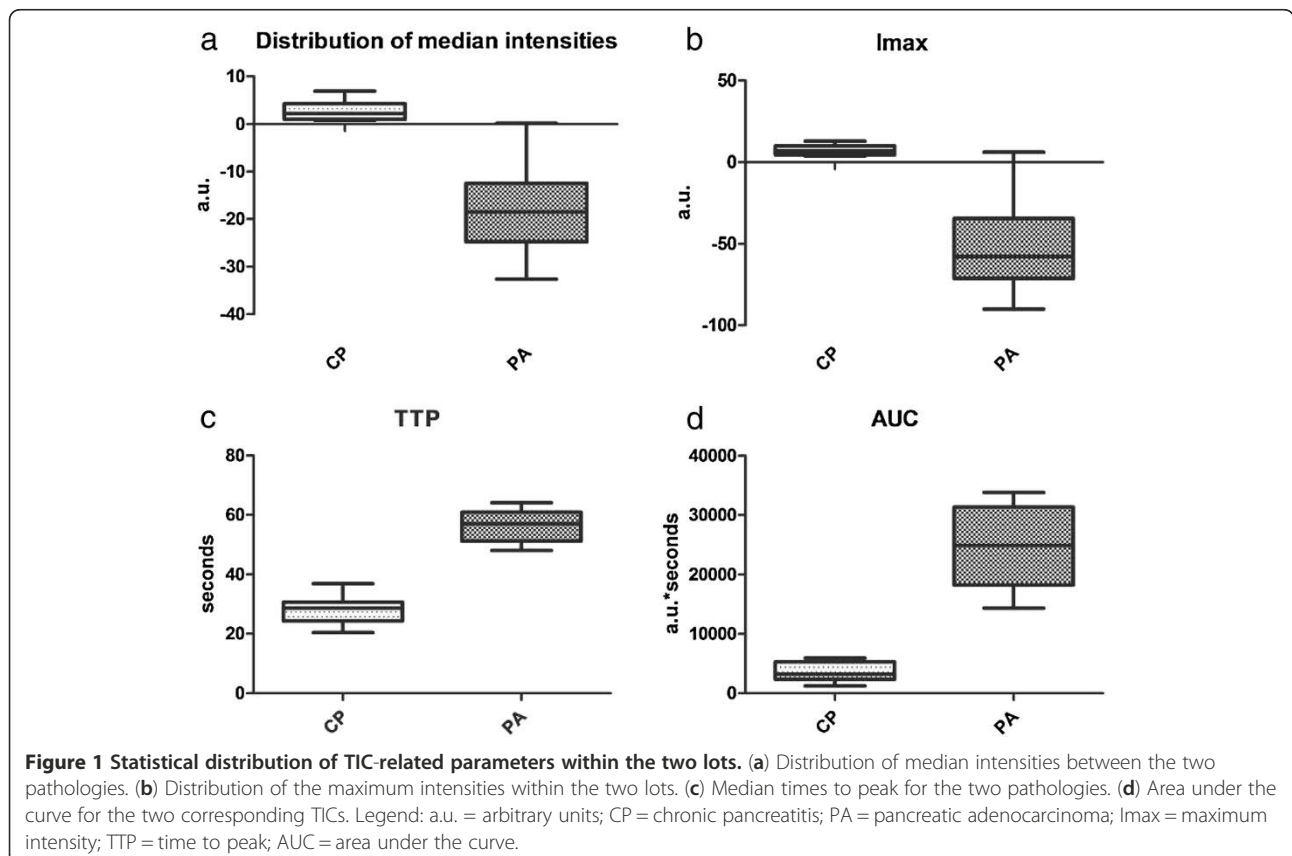 a Distribution of median intensities
10
0
-10
-20
-30
-40
a.u.
CP
PA
b Imax
50
0
-50
-100
a.u.
CP
PA
c TTP
80
60
40
20
0
seconds
CP
PA
d AUC
40000
30000
20000
10000
0
a.u.*seconds
CP
PA
Figure 1 Statistical distribution of TIC-related parameters within the two lots. (a) Distribution of median intensities between the two
pathologies. (b) Distribution of the maximum intensities within the two lots. (c) Median times to peak for the two pathologies. (d) Area under the
curve for the two corresponding TICs. Legend: a.u. = arbitrary units; CP = chronic pancreatitis; PA = pancreatic adenocarcinoma; Imax = maximum
intensity; TTP = time to peak; AUC = area under the curve.